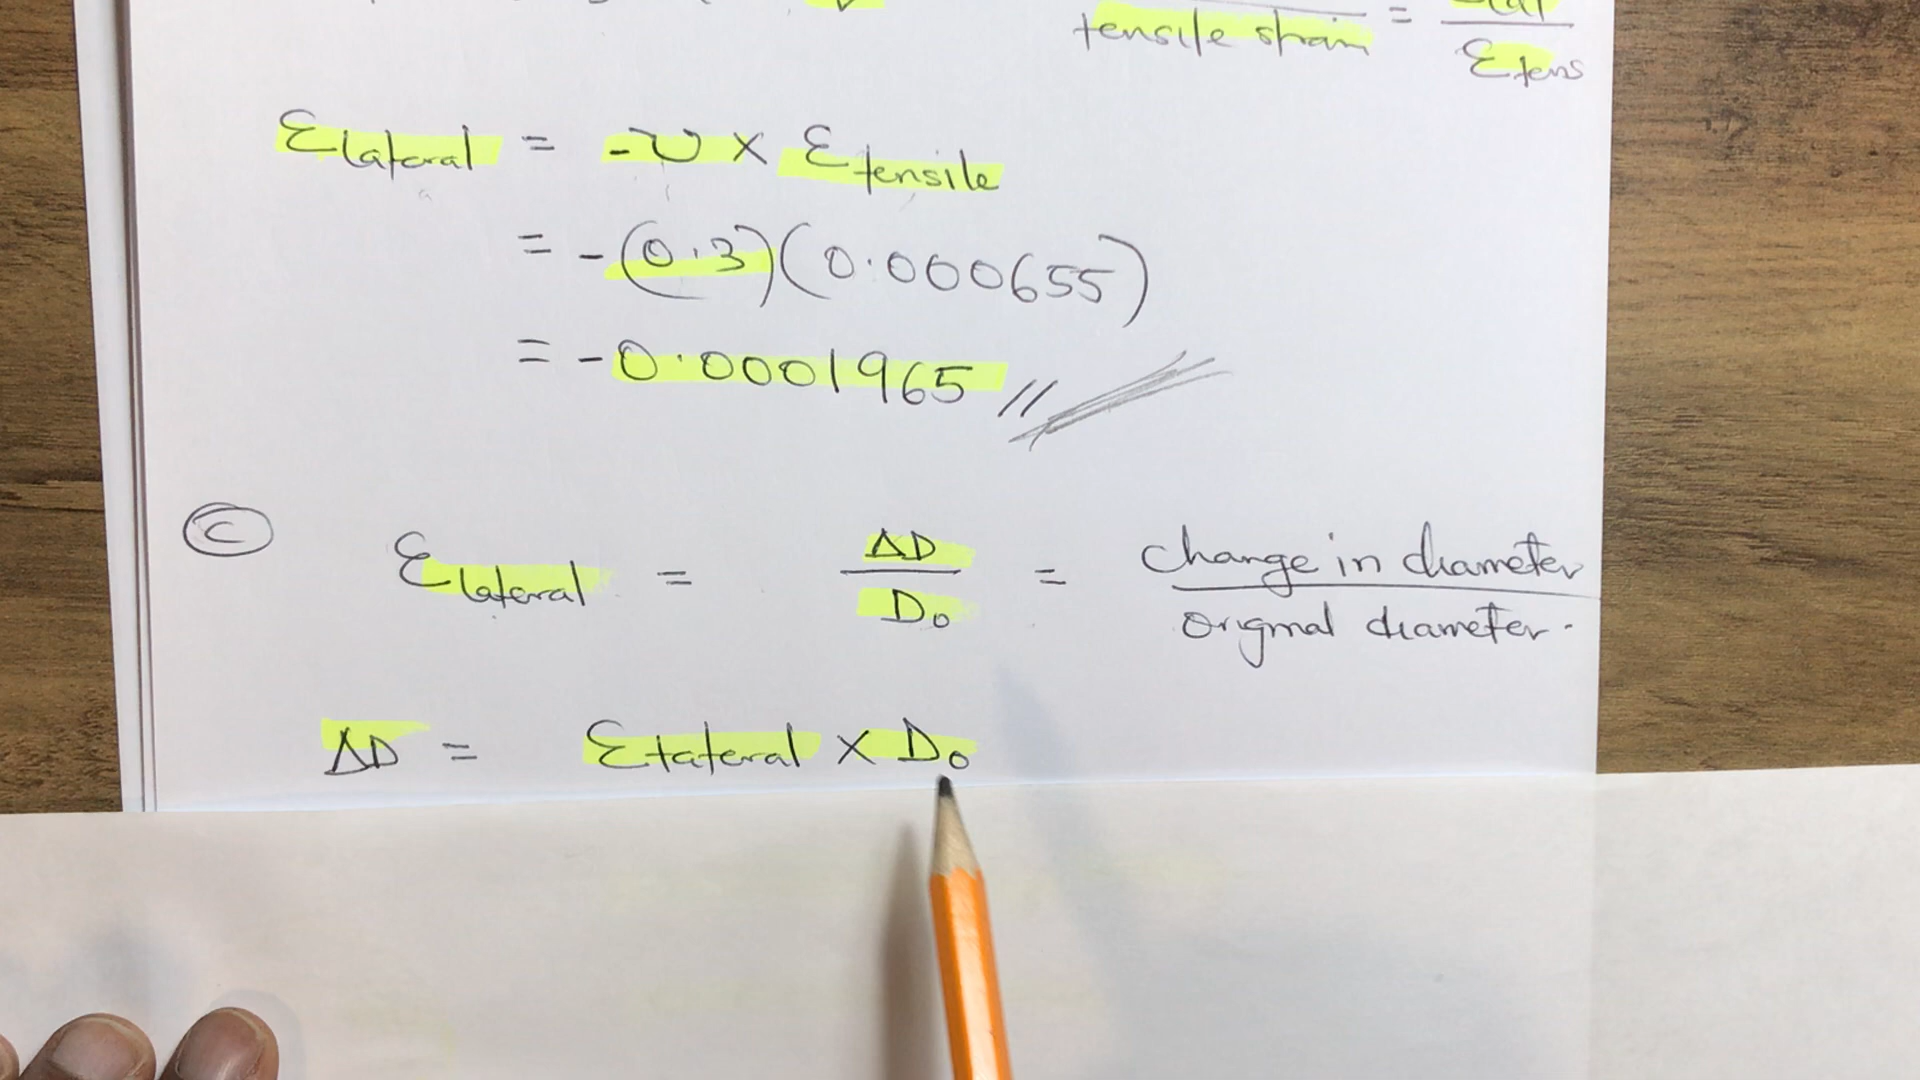 tensile strain = / ε tens
ε lateral = -υ × ε tensile
= -(0.3)(0.000655)
= -0.0001965 //
(c) ε lateral = ΔD / D₀ = change in diameter / original diameter.
ΔD = ε lateral × D₀